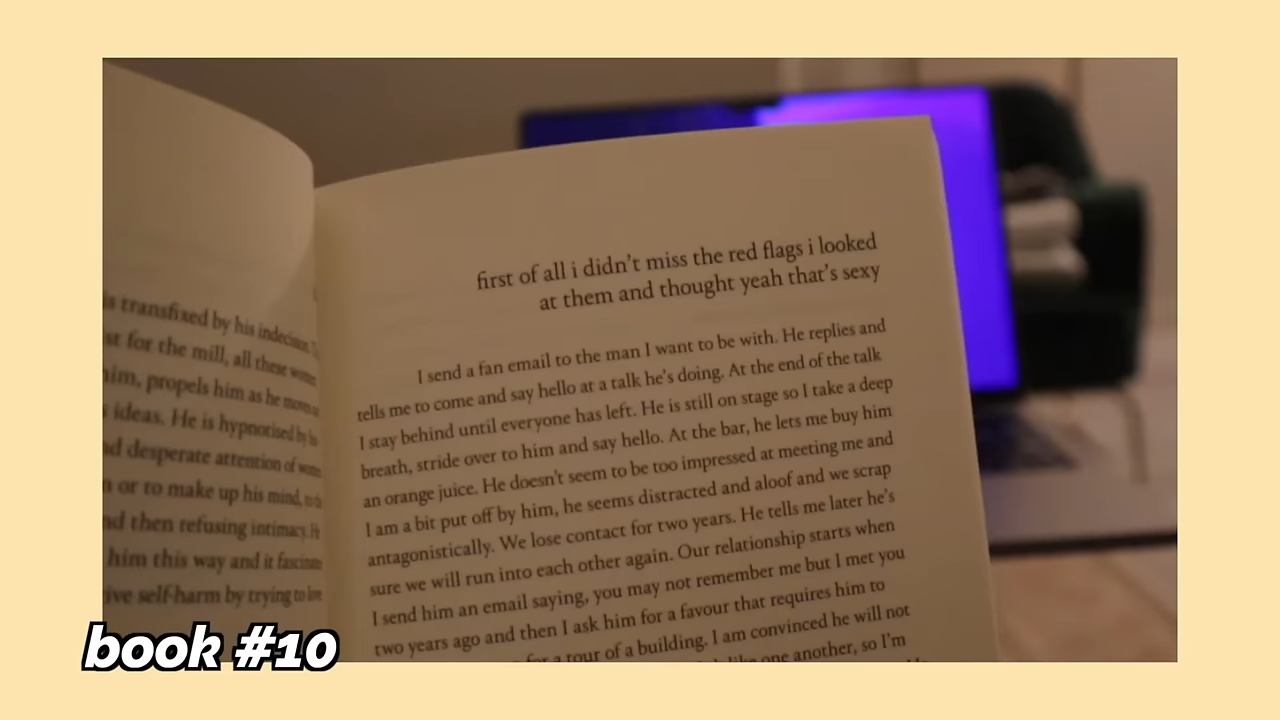 is transfixed by his indecision.
st for the mill, all these women
him, propels him as he moves
ideas. He is hypnotised by
nd desperate attention of
n or to make up his mind,
nd then refusing intimacy. He
him this way and it
ive self-harm by trying to love
first of all i didn't miss the red flags i looked
at them and thought yeah that's sexy
I send a fan email to the man I want to be with. He replies and
tells me to come and say hello at a talk he's doing. At the end of the talk
I stay behind until everyone has left. He is still on stage so I take a deep
breath, stride over to him and say hello. At the bar, he lets me buy him
an orange juice. He doesn't seem to be too impressed at meeting me and
I am a bit put off by him, he seems distracted and aloof and we scrap
antagonistically. We lose contact for two years. He tells me later he's
sure we will run into each other again. Our relationship starts when
I send him an email saying, you may not remember me but I met you
two years ago and then I ask him for a favour that requires him to
for a tour of a building. I am convinced he will not
like one another, so I'm
book #10